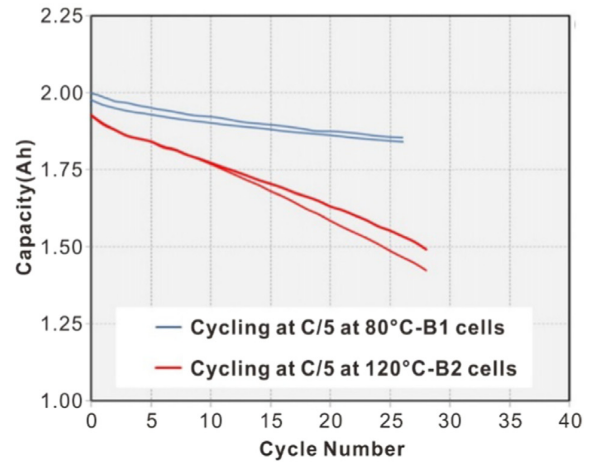 2.25
2.00
1.75
1.50
1.25
1.00
Capacity(Ah)
Cycling at C/5 at 80°C-B1 cells
Cycling at C/5 at 120°C-B2 cells
0 5 10 15 20 25 30 35 40
Cycle Number